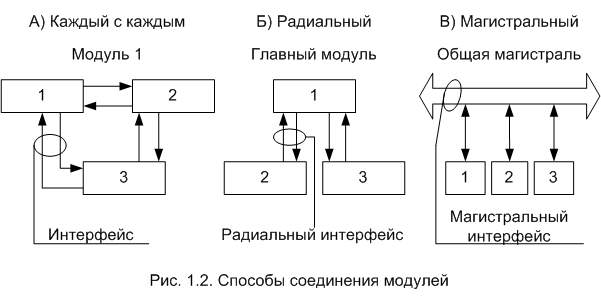 А) Каждый с каждым
Б) Радиальный
В) Магистральный
Модуль 1
Главный модуль
Общая магистраль
1
2
3
1
2
3
1
2
3
Интерфейс
Радиальный интерфейс
Магистральный
интерфейс
Рис. 1.2. Способы соединения модулей